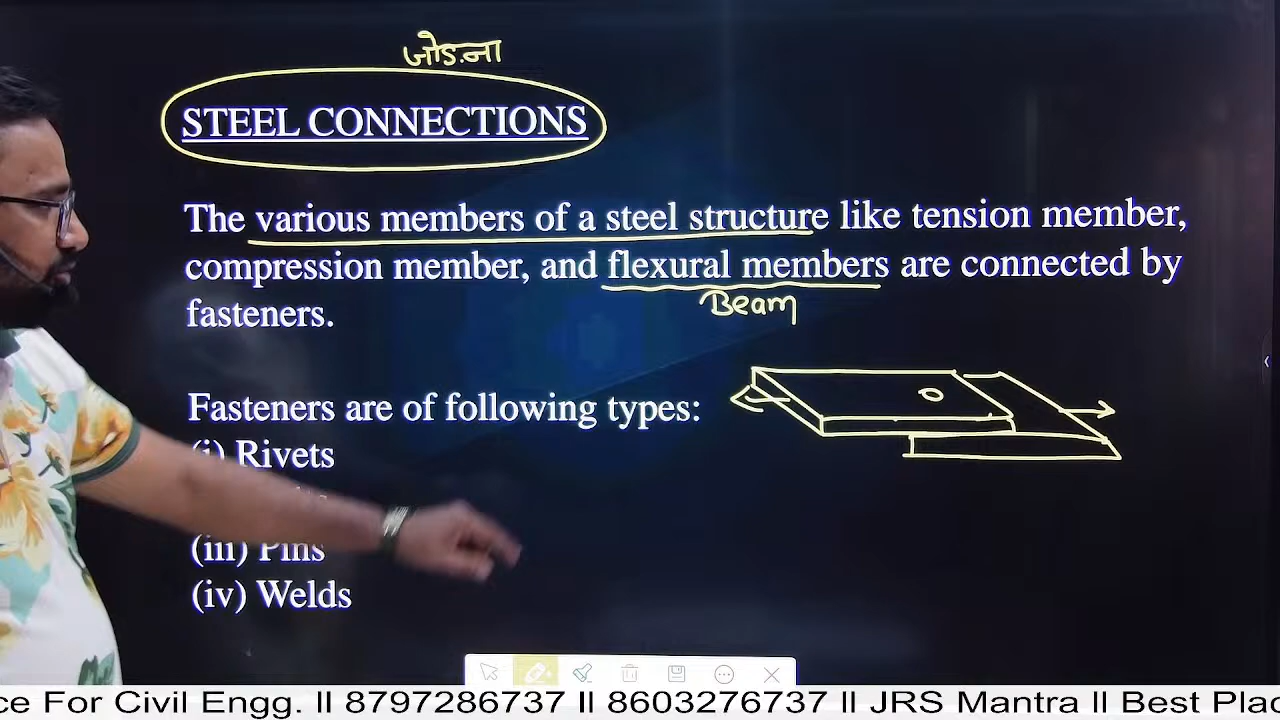 जोड़ना
STEEL CONNECTIONS
The various members of a steel structure like tension member,
compression member, and flexural members are connected by
Beam
fasteners.
Fasteners are of following types:
(i) Rivets
(iii) Pins
(iv) Welds
ce For Civil Engg. II 8797286737 II 8603276737 II JRS Mantra II Best Plac